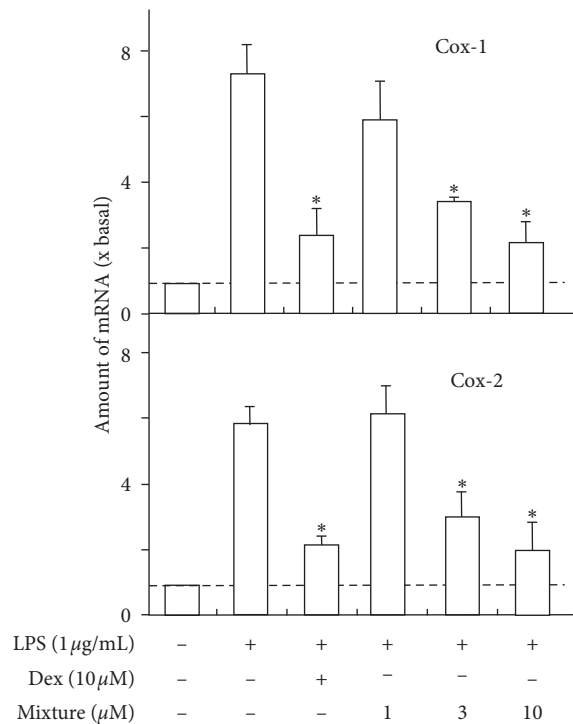 Amount of mRNA (x basal)
8
4
0
Cox-1
*
*
*
8
4
0
Cox-2
*
*
*
LPS (1 μg/mL) – + + + + +
Dex (10 μM) – – + – – –
Mixture (μM) – – – 1 3 10